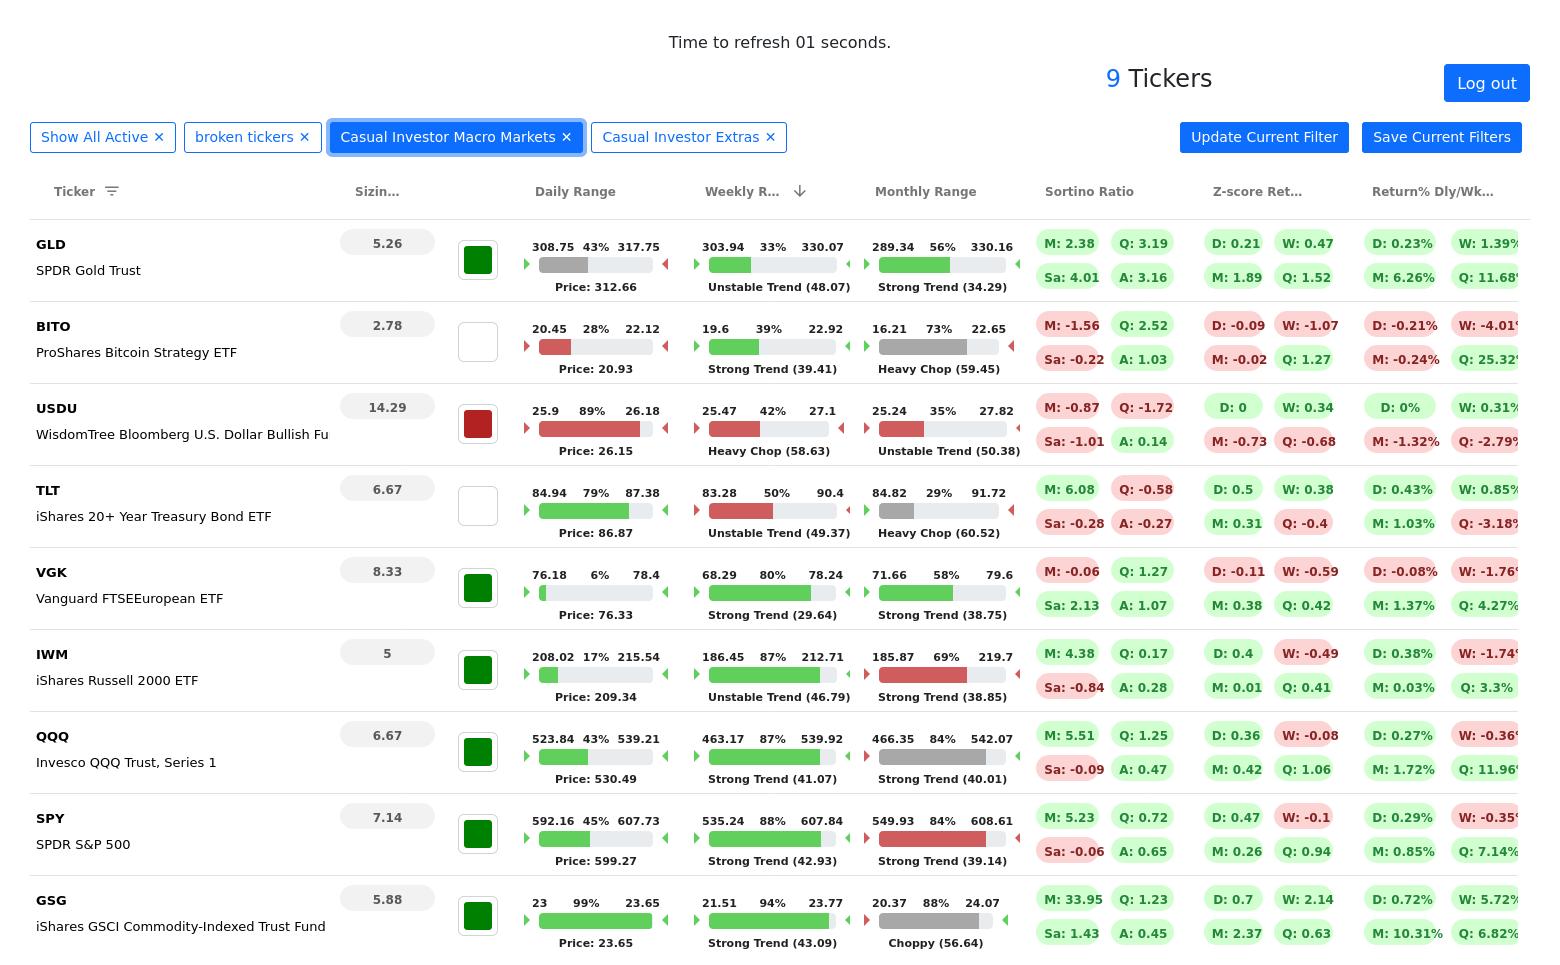 Time to refresh 01 seconds.
9 Tickers
Log out
Show All Active ✕ broken tickers ✕ Casual Investor Macro Markets ✕ Casual Investor Extras ✕ Update Current Filter Save Current Filters
Ticker Sizin... Daily Range Weekly R... Monthly Range Sortino Ratio Z-score Ret... Return% Dly/Wk...
GLD 5.26 308.75 43% 317.75 303.94 33% 330.07 289.34 56% 330.16 M: 2.38 Q: 3.19 D: 0.21 W: 0.47 D: 0.23% W: 1.39%
SPDR Gold Trust Price: 312.66 Unstable Trend (48.07) Strong Trend (34.29) Sa: 4.01 A: 3.16 M: 1.89 Q: 1.52 M: 6.26% Q: 11.68%
BITO 2.78 20.45 28% 22.12 19.6 39% 22.92 16.21 73% 22.65 M: -1.56 Q: 2.52 D: -0.09 W: -1.07 D: -0.21% W: -4.01%
ProShares Bitcoin Strategy ETF Price: 20.93 Strong Trend (39.41) Heavy Chop (59.45) Sa: -0.22 A: 1.03 M: -0.02 Q: 1.27 M: -0.24% Q: 25.32%
USDU 14.29 25.9 89% 26.18 25.47 42% 27.1 25.24 35% 27.82 M: -0.87 Q: -1.72 D: 0 W: 0.34 D: 0% W: 0.31%
WisdomTree Bloomberg U.S. Dollar Bullish Fu Price: 26.15 Heavy Chop (58.63) Unstable Trend (50.38) Sa: -1.01 A: 0.14 M: -0.73 Q: -0.68 M: -1.32% Q: -2.79%
TLT 6.67 84.94 79% 87.38 83.28 50% 90.4 84.82 29% 91.72 M: 6.08 Q: -0.58 D: 0.5 W: 0.38 D: 0.43% W: 0.85%
iShares 20+ Year Treasury Bond ETF Price: 86.87 Unstable Trend (49.37) Heavy Chop (60.52) Sa: -0.28 A: -0.27 M: 0.31 Q: -0.4 M: 1.03% Q: -3.18%
VGK 8.33 76.18 6% 78.4 68.29 80% 78.24 71.66 58% 79.6 M: -0.06 Q: 1.27 D: -0.11 W: -0.59 D: -0.08% W: -1.76%
Vanguard FTSEEuropean ETF Price: 76.33 Strong Trend (29.64) Strong Trend (38.75) Sa: 2.13 A: 1.07 M: 0.38 Q: 0.42 M: 1.37% Q: 4.27%
IWM 5 208.02 17% 215.54 186.45 87% 212.71 185.87 69% 219.7 M: 4.38 Q: 0.17 D: 0.4 W: -0.49 D: 0.38% W: -1.74%
iShares Russell 2000 ETF Price: 209.34 Unstable Trend (46.79) Strong Trend (38.85) Sa: -0.84 A: 0.28 M: 0.01 Q: 0.41 M: 0.03% Q: 3.3%
QQQ 6.67 523.84 43% 539.21 463.17 87% 539.92 466.35 84% 542.07 M: 5.51 Q: 1.25 D: 0.36 W: -0.08 D: 0.27% W: -0.36%
Invesco QQQ Trust, Series 1 Price: 530.49 Strong Trend (41.07) Strong Trend (40.01) Sa: -0.09 A: 0.47 M: 0.42 Q: 1.06 M: 1.72% Q: 11.96%
SPY 7.14 592.16 45% 607.73 535.24 88% 607.84 549.93 84% 608.61 M: 5.23 Q: 0.72 D: 0.47 W: -0.1 D: 0.29% W: -0.35%
SPDR S&P 500 Price: 599.27 Strong Trend (42.93) Strong Trend (39.14) Sa: -0.06 A: 0.65 M: 0.26 Q: 0.94 M: 0.85% Q: 7.14%
GSG 5.88 23 99% 23.65 21.51 94% 23.77 20.37 88% 24.07 M: 33.95 Q: 1.23 D: 0.7 W: 2.14 D: 0.72% W: 5.72%
iShares GSCI Commodity-Indexed Trust Fund Price: 23.65 Strong Trend (43.09) Choppy (56.64) Sa: 1.43 A: 0.45 M: 2.37 Q: 0.63 M: 10.31% Q: 6.82%